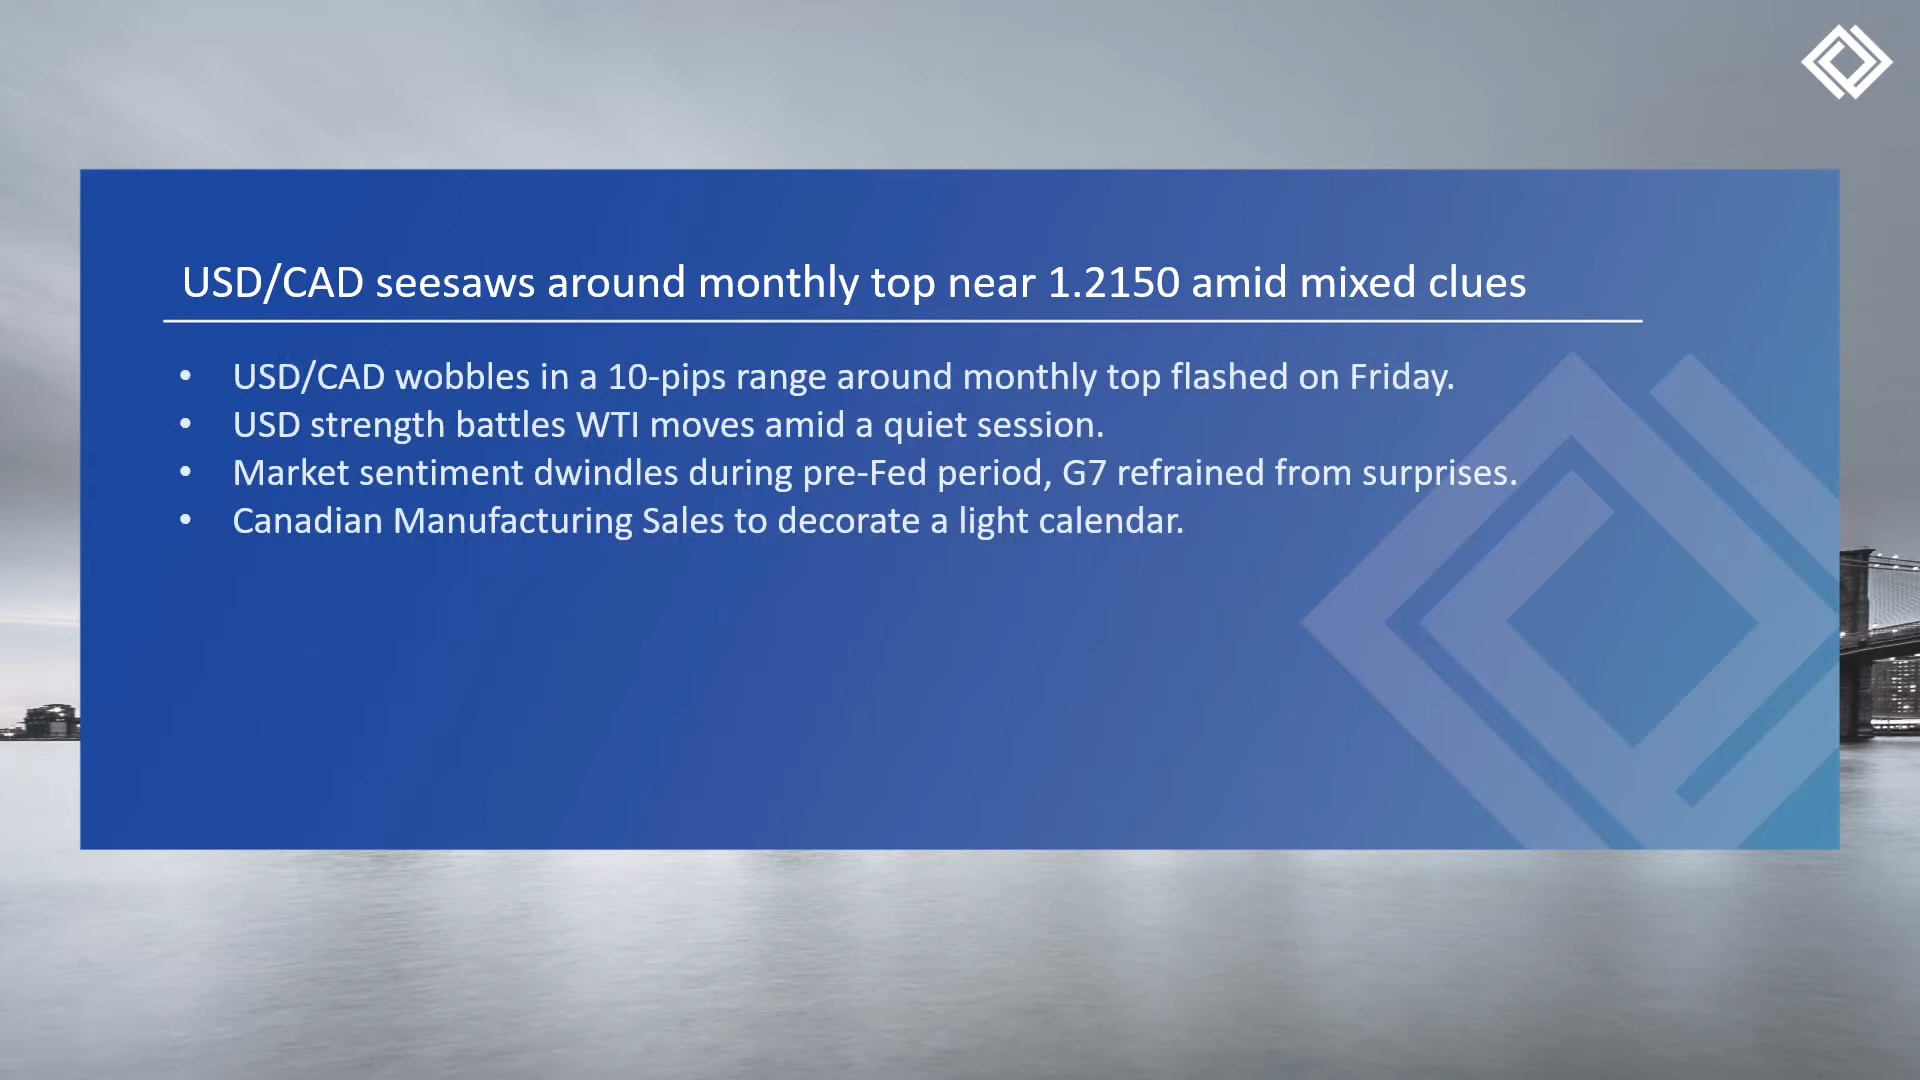 USD/CAD seesaws around monthly top near 1.2150 amid mixed clues
• USD/CAD wobbles in a 10-pips range around monthly top flashed on Friday.
• USD strength battles WTI moves amid a quiet session.
• Market sentiment dwindles during pre-Fed period, G7 refrained from surprises.
• Canadian Manufacturing Sales to decorate a light calendar.